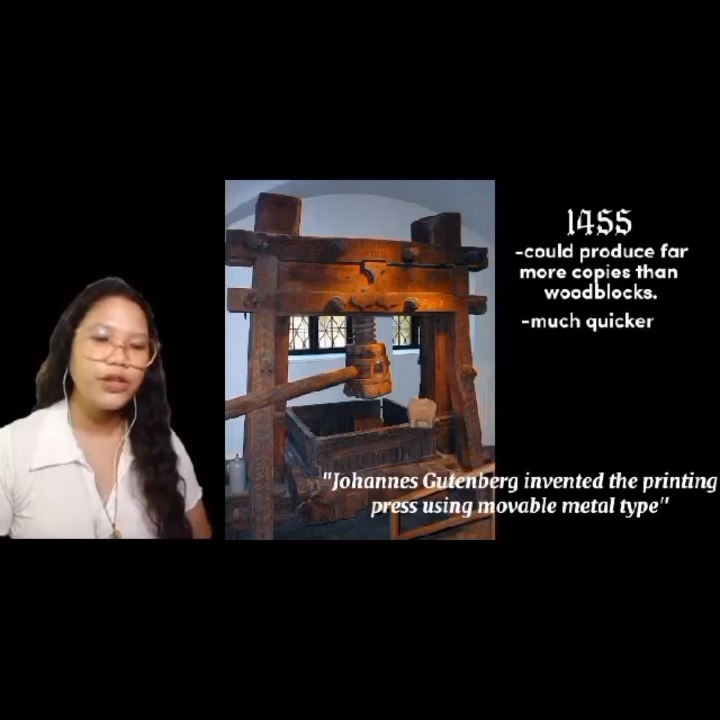 1455
-could produce far
more copies than
woodblocks.
-much quicker
"Johannes Gutenberg invented the printing
press using movable metal type"